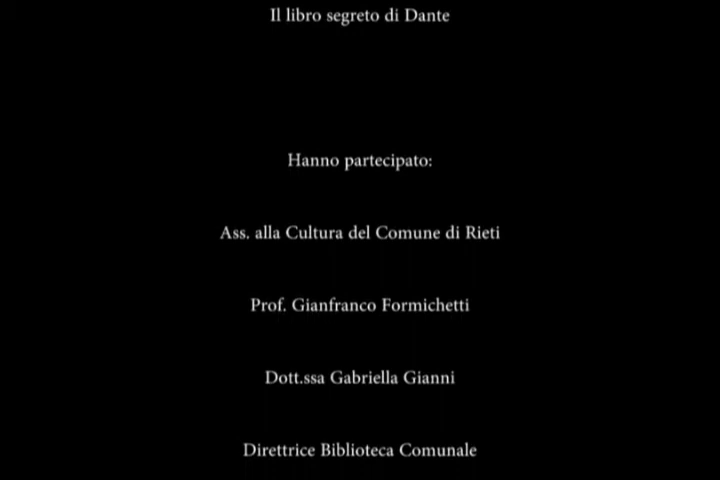 Il libro segreto di Dante
Hanno partecipato:
Ass. alla Cultura del Comune di Rieti
Prof. Gianfranco Formichetti
Dott.ssa Gabriella Gianni
Direttrice Biblioteca Comunale